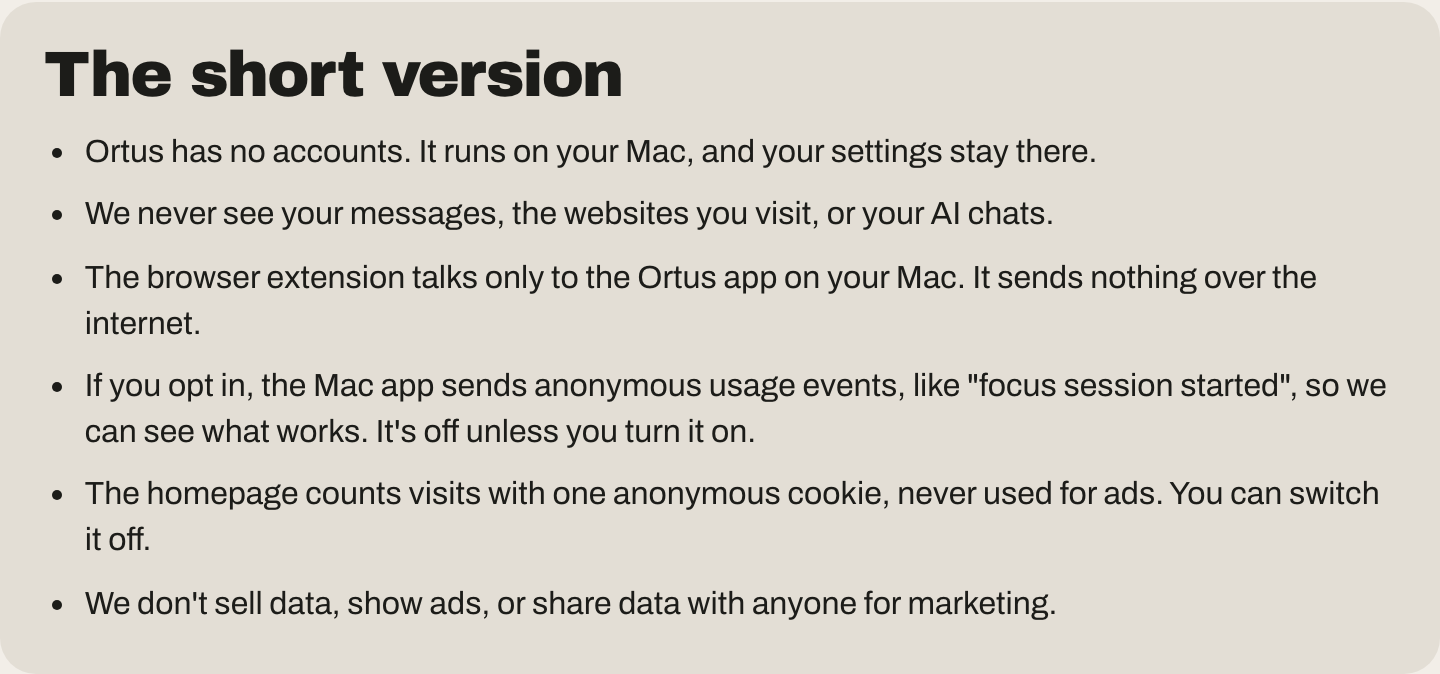 The short version
• Ortus has no accounts. It runs on your Mac, and your settings stay there.
• We never see your messages, the websites you visit, or your AI chats.
• The browser extension talks only to the Ortus app on your Mac. It sends nothing over the
internet.
• If you opt in, the Mac app sends anonymous usage events, like "focus session started", so we
can see what works. It's off unless you turn it on.
• The homepage counts visits with one anonymous cookie, never used for ads. You can switch
it off.
• We don't sell data, show ads, or share data with anyone for marketing.